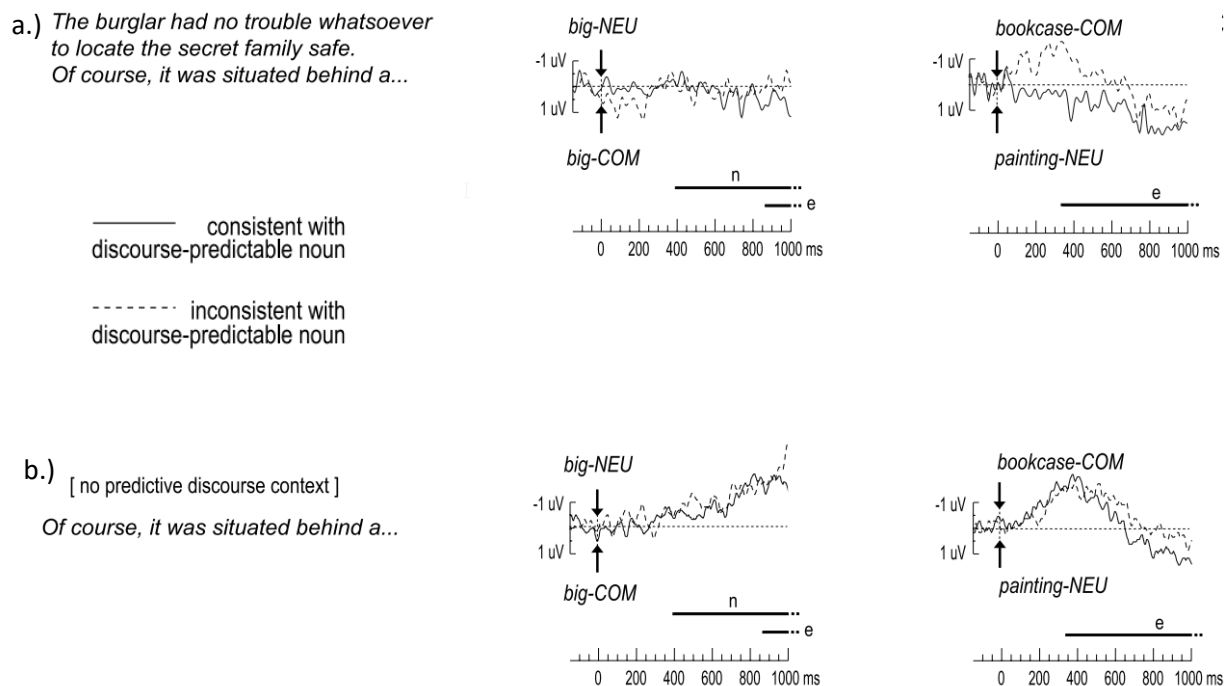 a.) The burglar had no trouble whatsoever
to locate the secret family safe.
Of course, it was situated behind a...
consistent with
discourse-predictable noun
inconsistent with
discourse-predictable noun
big-NEU
-1 uV
1 uV
big-COM
n
e
0 200 400 600 800 1000 ms
bookcase-COM
-1 uV
1 uV
painting-NEU
e
0 200 400 600 800 1000 ms
b.) [ no predictive discourse context ]
Of course, it was situated behind a...
big-NEU
-1 uV
1 uV
big-COM
n
e
0 200 400 600 800 1000 ms
bookcase-COM
-1 uV
1 uV
painting-NEU
e
0 200 400 600 800 1000 ms